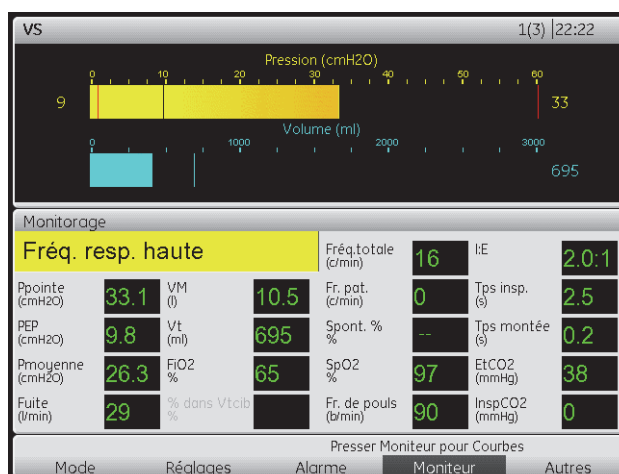 VS 1(3) 22:22
Pression (cmH2O)
0 10 20 30 40 50 60
9 33
Volume (ml)
0 1000 2000 3000
695
Monitorage
Fréq. resp. haute Fréq.totale (c/min) 16 I:E 2.0:1
Ppointe (cmH2O) 33.1 VM (l) 10.5 Fr. pat. (c/min) 0 Tps insp. (s) 2.5
PEP (cmH2O) 9.8 Vt (ml) 695 Spont. % % -- Tps montée (s) 0.2
Pmoyenne (cmH2O) 26.3 FiO2 % 65 SpO2 % 97 EtCO2 (mmHg) 38
Fuite (l/min) 29 % dans Vtcib % Fr. de pouls (b/min) 90 InspCO2 (mmHg) 0
Presser Moniteur pour Courbes
Mode Réglages Alarme Moniteur Autres